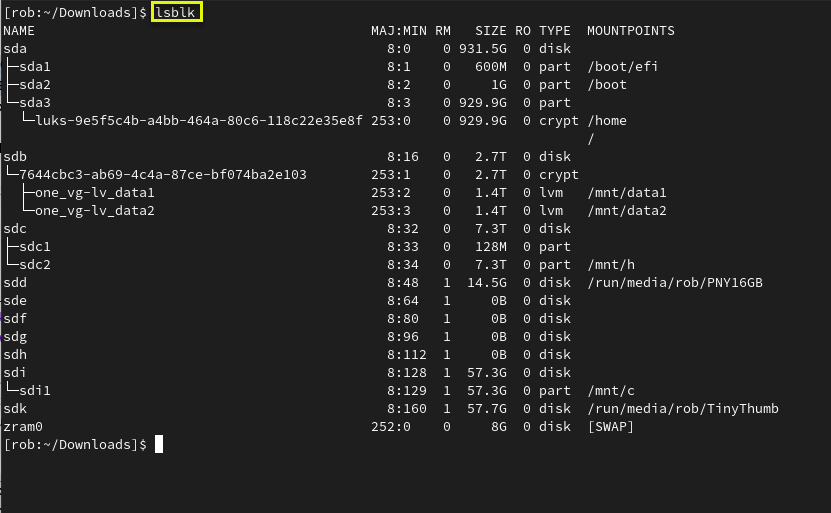 [rob:~/Downloads]$ lsblk
NAME                                          MAJ:MIN RM   SIZE RO TYPE  MOUNTPOINTS
sda                                             8:0    0 931.5G  0 disk
├─sda1                                          8:1    0   600M  0 part  /boot/efi
├─sda2                                          8:2    0     1G  0 part  /boot
└─sda3                                          8:3    0 929.9G  0 part
  └─luks-9e5f5c4b-a4bb-464a-80c6-118c22e35e8f 253:0    0 929.9G  0 crypt /home
                                                                         /
sdb                                             8:16   0   2.7T  0 disk
└─7644cbc3-ab69-4c4a-87ce-bf074ba2e103        253:1    0   2.7T  0 crypt
  ├─one_vg-lv_data1                           253:2    0   1.4T  0 lvm   /mnt/data1
  └─one_vg-lv_data2                           253:3    0   1.4T  0 lvm   /mnt/data2
sdc                                             8:32   0   7.3T  0 disk
├─sdc1                                          8:33   0   128M  0 part
└─sdc2                                          8:34   0   7.3T  0 part  /mnt/h
sdd                                             8:48   1  14.5G  0 disk  /run/media/rob/PNY16GB
sde                                             8:64   1     0B  0 disk
sdf                                             8:80   1     0B  0 disk
sdg                                             8:96   1     0B  0 disk
sdh                                             8:112  1     0B  0 disk
sdi                                             8:128  1  57.3G  0 disk
└─sdi1                                          8:129  1  57.3G  0 part  /mnt/c
sdk                                             8:160  1  57.7G  0 disk  /run/media/rob/TinyThumb
zram0                                         252:0    0     8G  0 disk  [SWAP]
[rob:~/Downloads]$